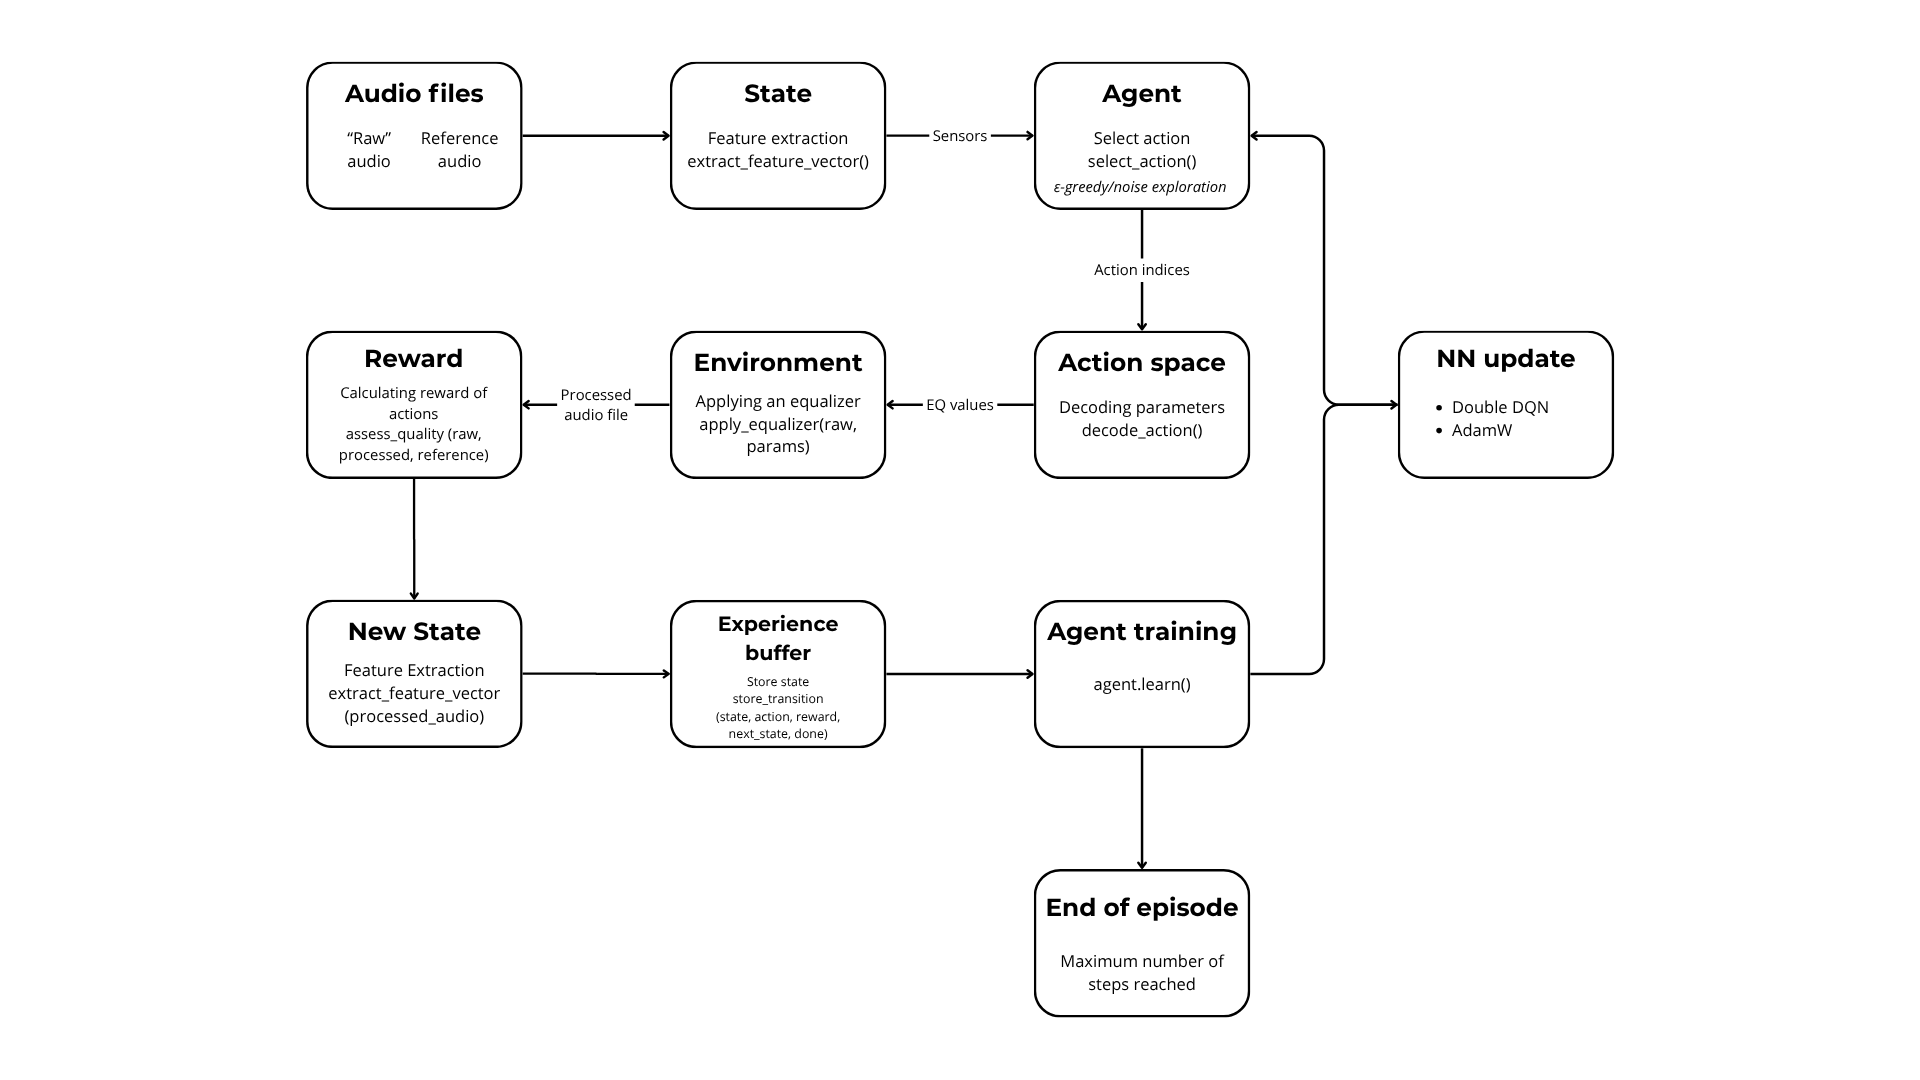 Audio files
“Raw”
audio
Reference
audio
State
Feature extraction
extract_feature_vector()
Sensors
Agent
Select action
select_action()
ε-greedy/noise exploration
Action indices
Reward
Calculating reward of
actions
assess_quality (raw,
processed, reference)
Processed
audio file
Environment
Applying an equalizer
apply_equalizer(raw,
params)
EQ values
Action space
Decoding parameters
decode_action()
NN update
• Double DQN
• AdamW
New State
Feature Extraction
extract_feature_vector
(processed_audio)
Experience
buffer
Store state
store_transition
(state, action, reward,
next_state, done)
Agent training
agent.learn()
End of episode
Maximum number of
steps reached